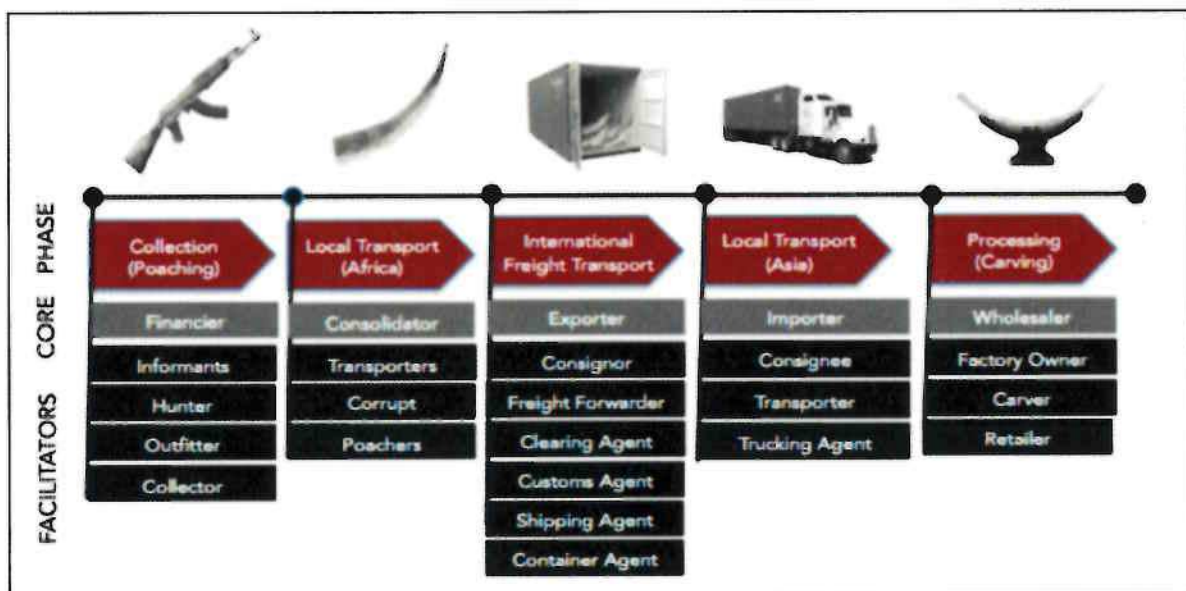 PHASE
CORE
FACILITATORS
Collection
(Poaching)
Financier
Informants
Hunter
Outfitter
Collector
Local Transport
(Africa)
Consolidator
Transporters
Corrupt
Poachers
International
Freight Transport
Exporter
Consignor
Freight Forwarder
Clearing Agent
Customs Agent
Shipping Agent
Container Agent
Local Transport
(Asia)
Importer
Consignee
Transporter
Trucking Agent
Processing
(Carving)
Wholesaler
Factory Owner
Carver
Retailer